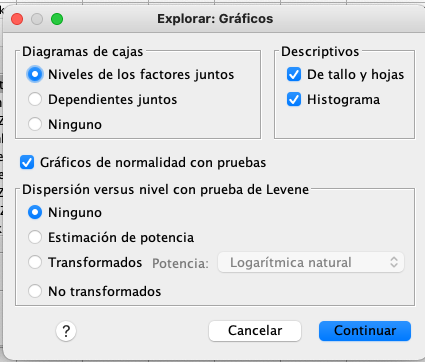 Explorar: Gráficos
Diagramas de cajas
Niveles de los factores juntos
Dependientes juntos
Ninguno
Descriptivos
De tallo y hojas
Histograma
Gráficos de normalidad con pruebas
Dispersión versus nivel con prueba de Levene
Ninguno
Estimación de potencia
Transformados Potencia: Logarítmica natural
No transformados
? Cancelar Continuar